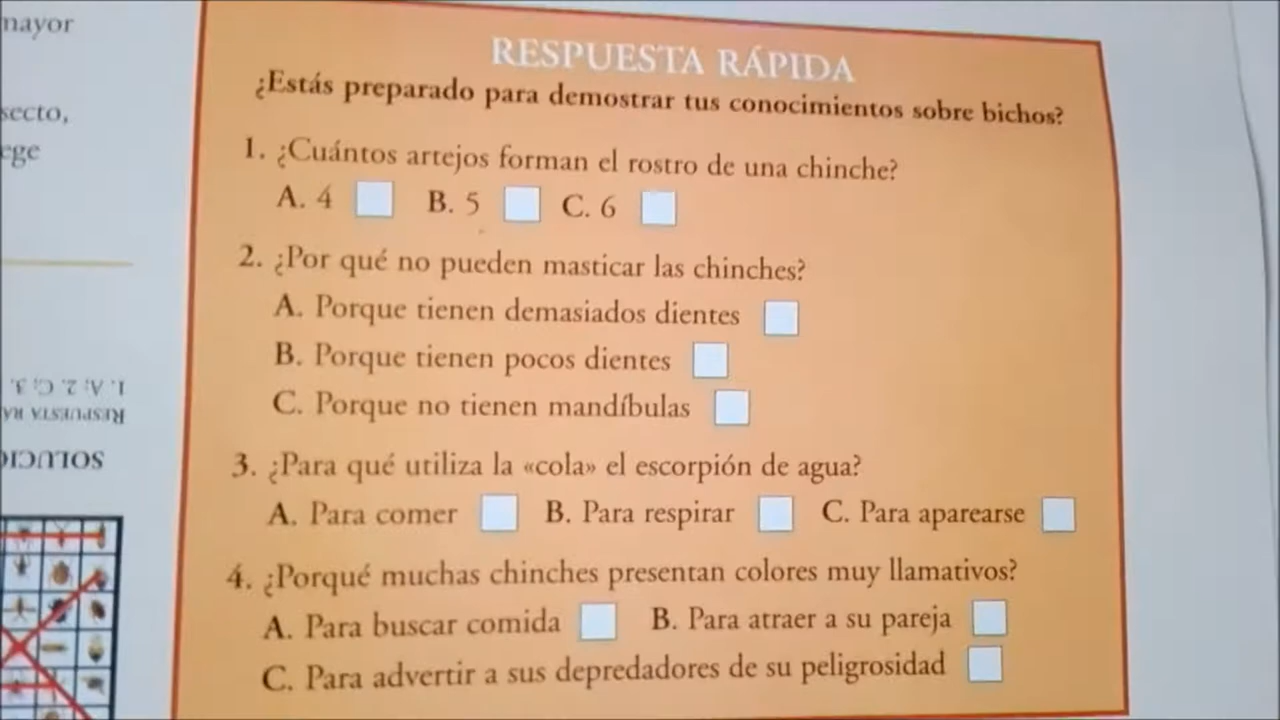 mayor
secto,
ege
RESPUESTA RÁPIDA
¿Estás preparado para demostrar tus conocimientos sobre bichos?
1. ¿Cuántos artejos forman el rostro de una chinche?
A. 4 B. 5 C. 6
2. ¿Por qué no pueden masticar las chinches?
A. Porque tienen demasiados dientes
B. Porque tienen pocos dientes
C. Porque no tienen mandíbulas
3. ¿Para qué utiliza la «cola» el escorpión de agua?
A. Para comer B. Para respirar C. Para aparearse
4. ¿Porqué muchas chinches presentan colores muy llamativos?
A. Para buscar comida B. Para atraer a su pareja
C. Para advertir a sus depredadores de su peligrosidad
SOLUCIO
RESPUESTA RÁ
1. A; 2. C; 3.